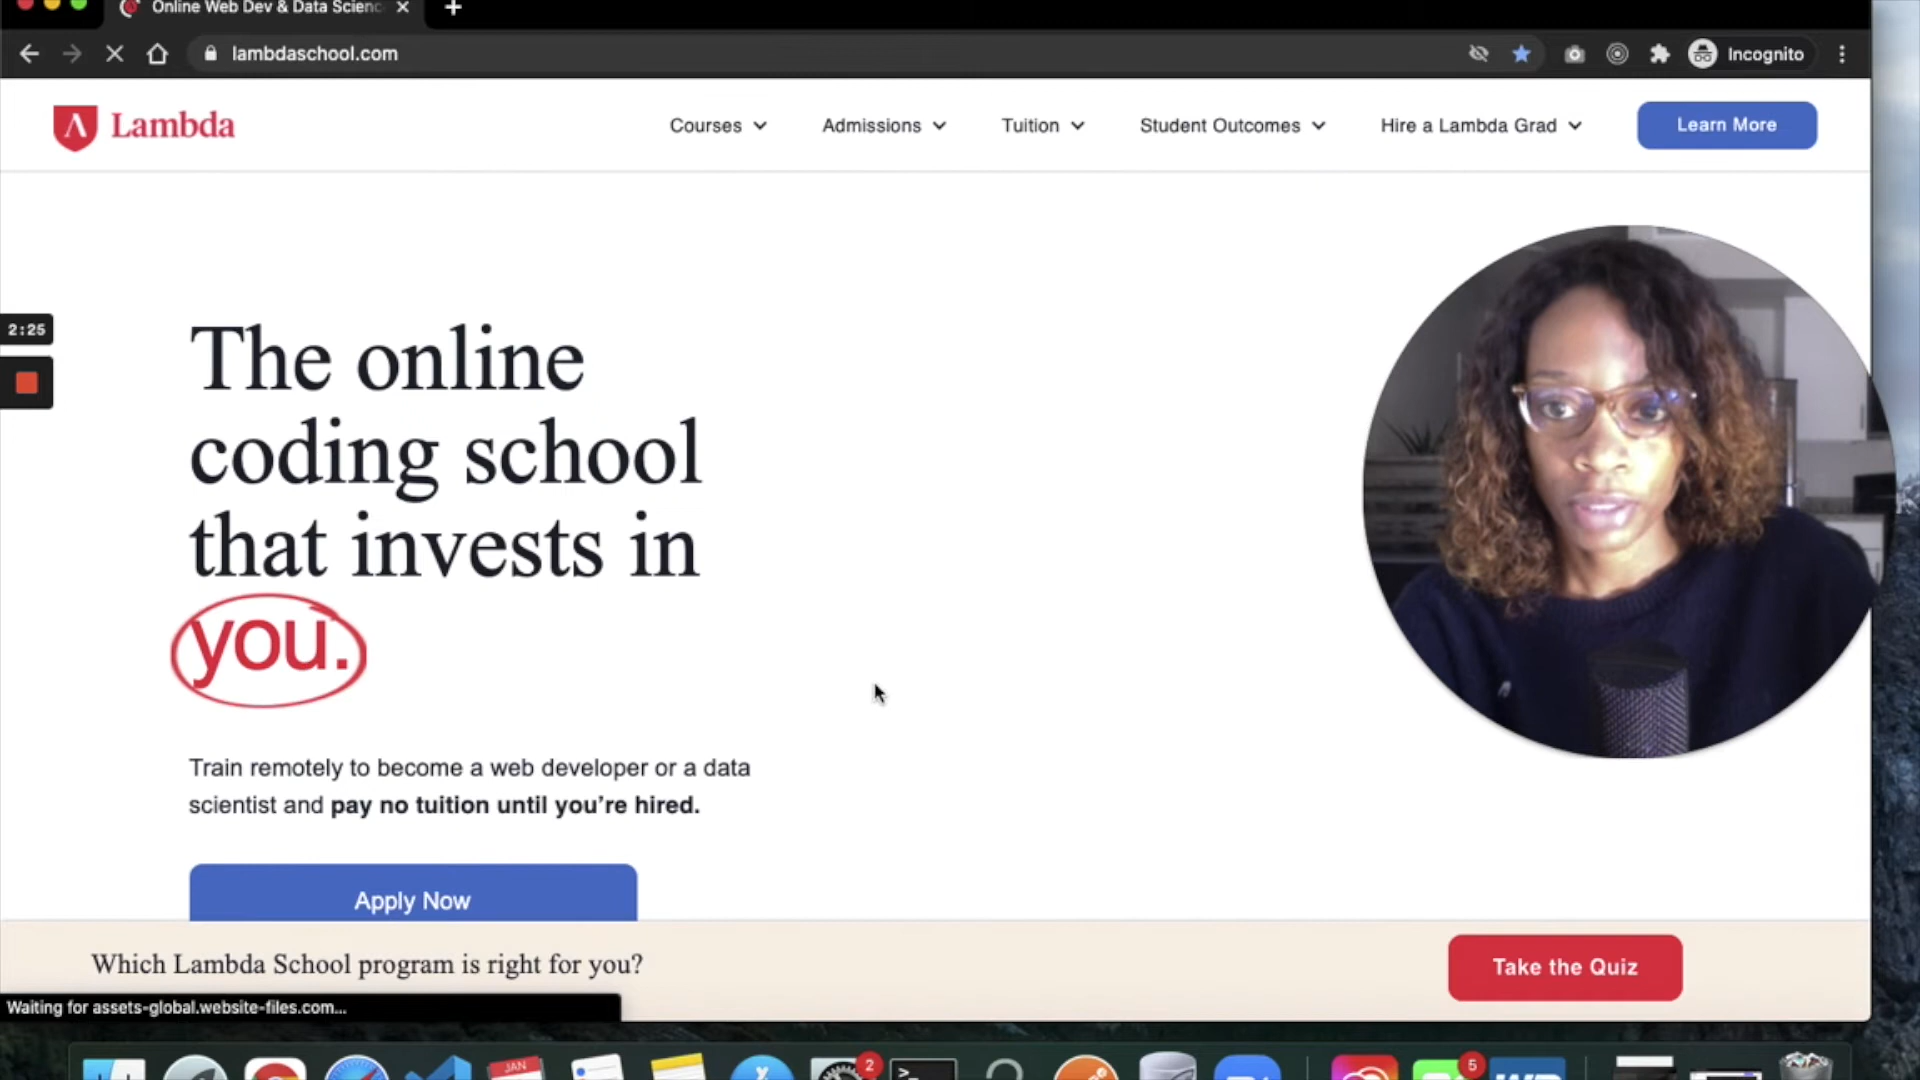 Online Web Dev & Data Scienc
lambdaschool.com
Incognito
Lambda
Courses
Admissions
Tuition
Student Outcomes
Hire a Lambda Grad
Learn More
2:25
The online
coding school
that invests in
you.
Train remotely to become a web developer or a data
scientist and pay no tuition until you're hired.
Apply Now
Which Lambda School program is right for you?
Take the Quiz
Waiting for assets-global.website-files.com...
JAN
2
5